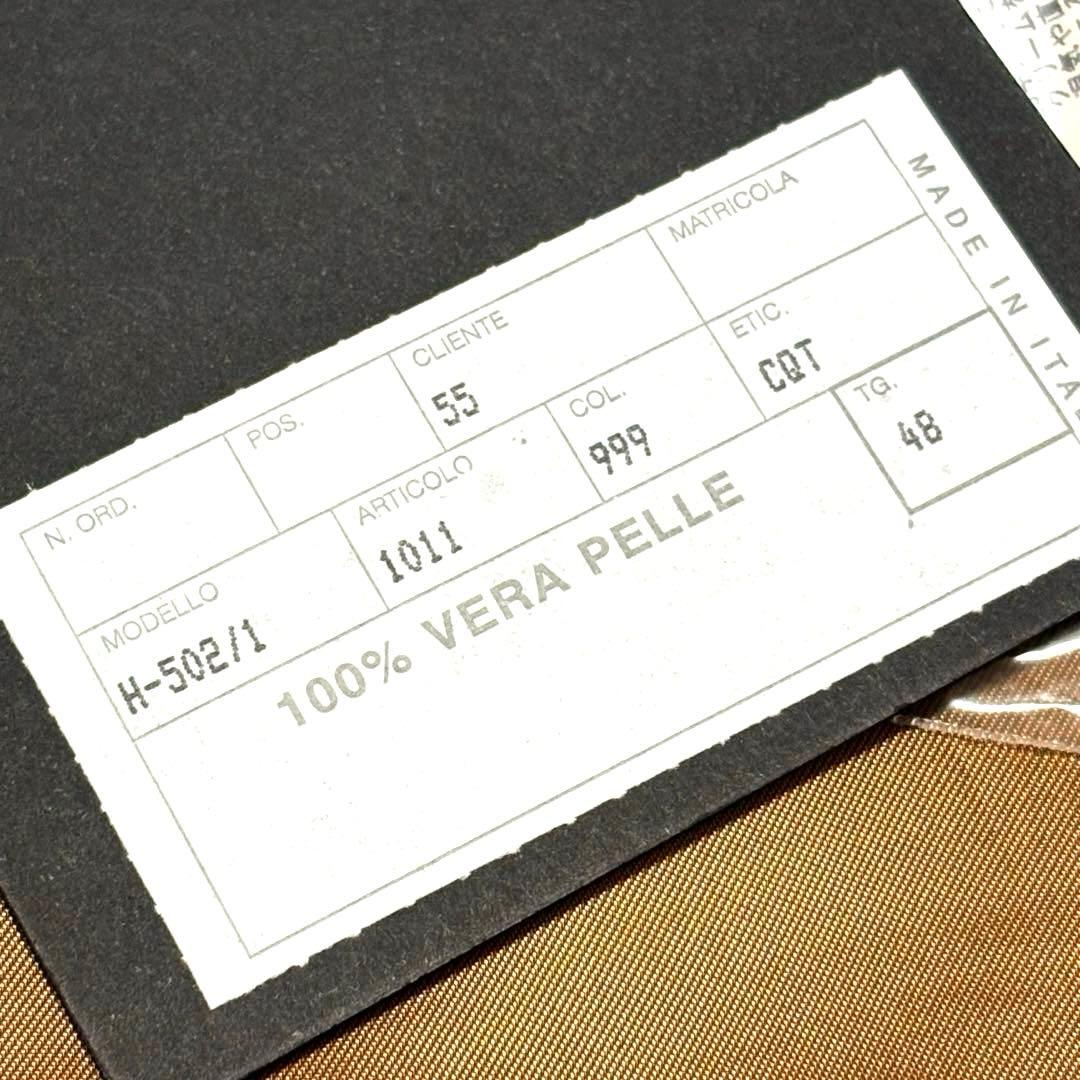 N. ORD.
POS.
CLIENTE
55
MATRICOLA
MODELLO
H-502/1
ARTICOLO
1011
COL.
999
ETIC.
CQT
TG.
48
100% VERA PELLE
MADE IN ITA